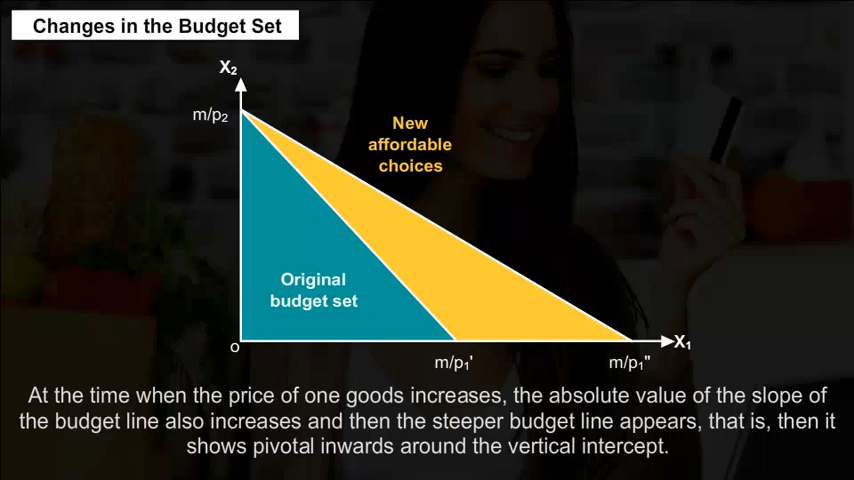 Changes in the Budget Set
X₂
m/p₂
New
affordable
choices
Original
budget set
o
X₁
m/p₁'
m/p₁"
At the time when the price of one goods increases, the absolute value of the slope of
the budget line also increases and then the steeper budget line appears, that is, then it
shows pivotal inwards around the vertical intercept.